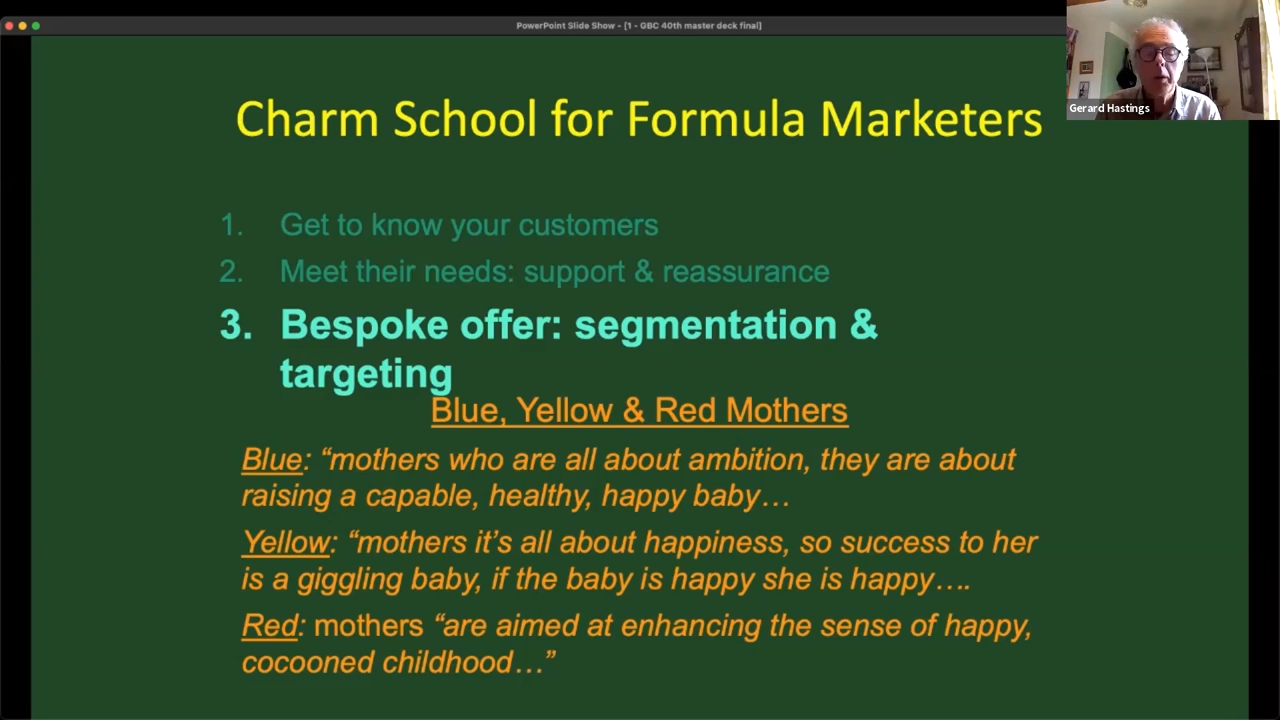 PowerPoint Slide Show - [1 - GBC 40th master deck final]
Gerard Hastings
Charm School for Formula Marketers
1. Get to know your customers
2. Meet their needs: support & reassurance
3. Bespoke offer: segmentation &
targeting
Blue, Yellow & Red Mothers
Blue: “mothers who are all about ambition, they are about
raising a capable, healthy, happy baby…
Yellow: “mothers it’s all about happiness, so success to her
is a giggling baby, if the baby is happy she is happy….
Red: mothers “are aimed at enhancing the sense of happy,
cocooned childhood…”